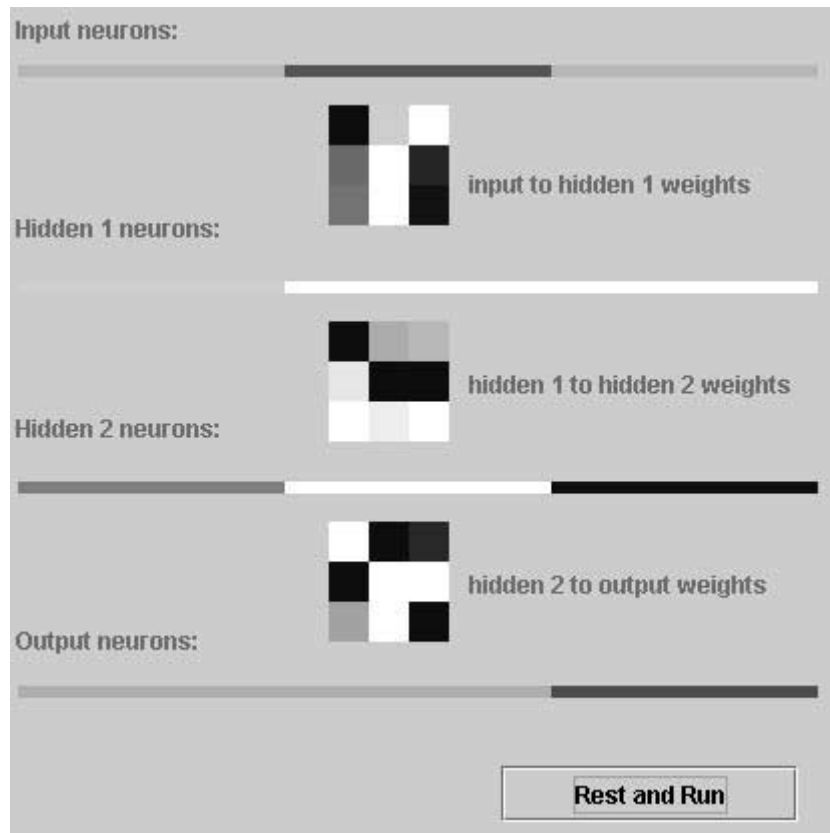 Input neurons:
input to hidden 1 weights
Hidden 1 neurons:
hidden 1 to hidden 2 weights
Hidden 2 neurons:
hidden 2 to output weights
Output neurons:
Rest and Run